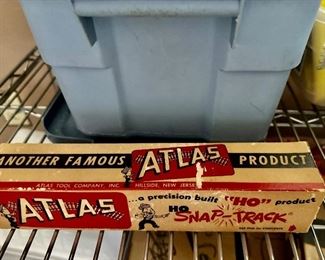 ANOTHER FAMOUS ATLAS PRODUCT
ATLAS TOOL COMPANY, INC. HILLSIDE, NEW JERSEY
ATLAS ...a precision built "HO" product
HO SNAP-TRACK